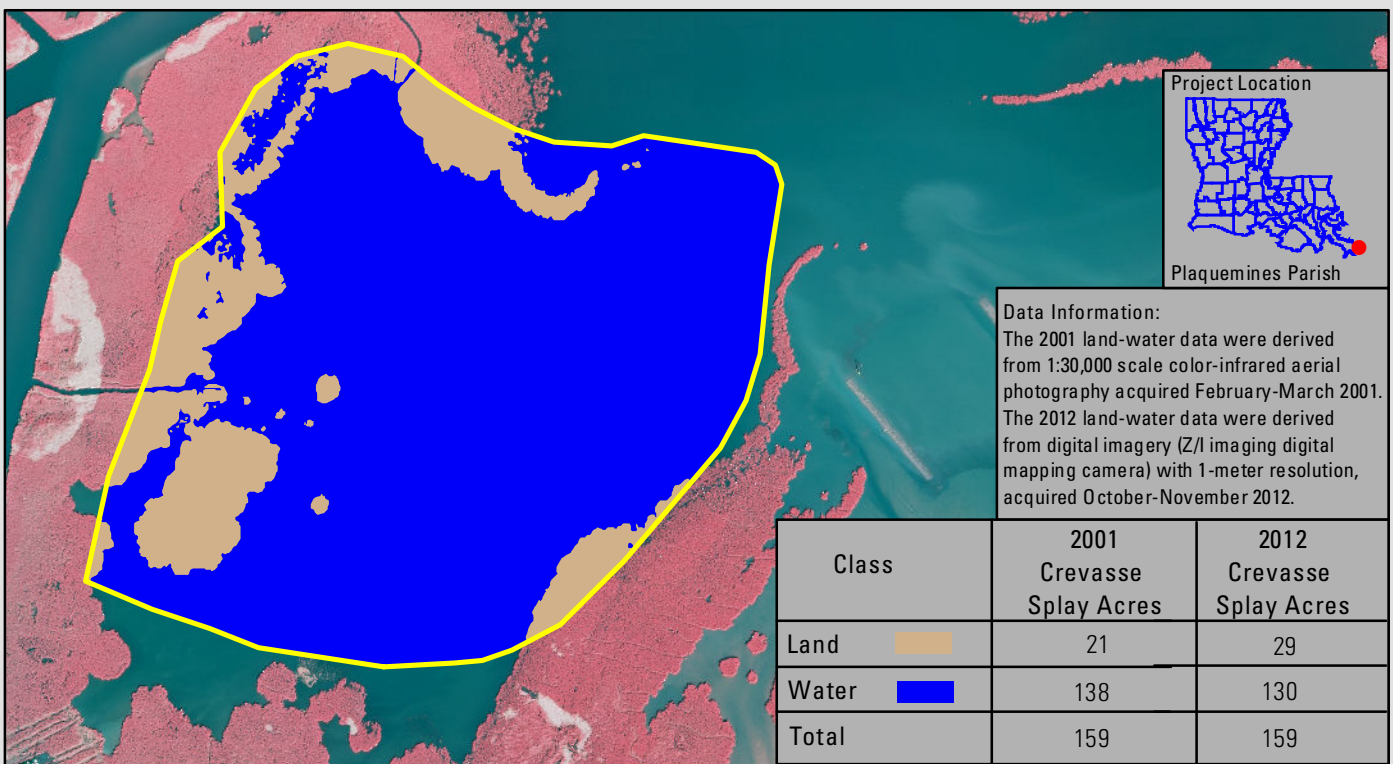 Project Location
Plaquemines Parish
Data Information:
The 2001 land-water data were derived
from 1:30,000 scale color-infrared aerial
photography acquired February-March 2001.
The 2012 land-water data were derived
from digital imagery (Z/I imaging digital
mapping camera) with 1-meter resolution,
acquired October-November 2012.
Class
2001
Crevasse
Splay Acres
2012
Crevasse
Splay Acres
Land 21 29
Water 138 130
Total 159 159